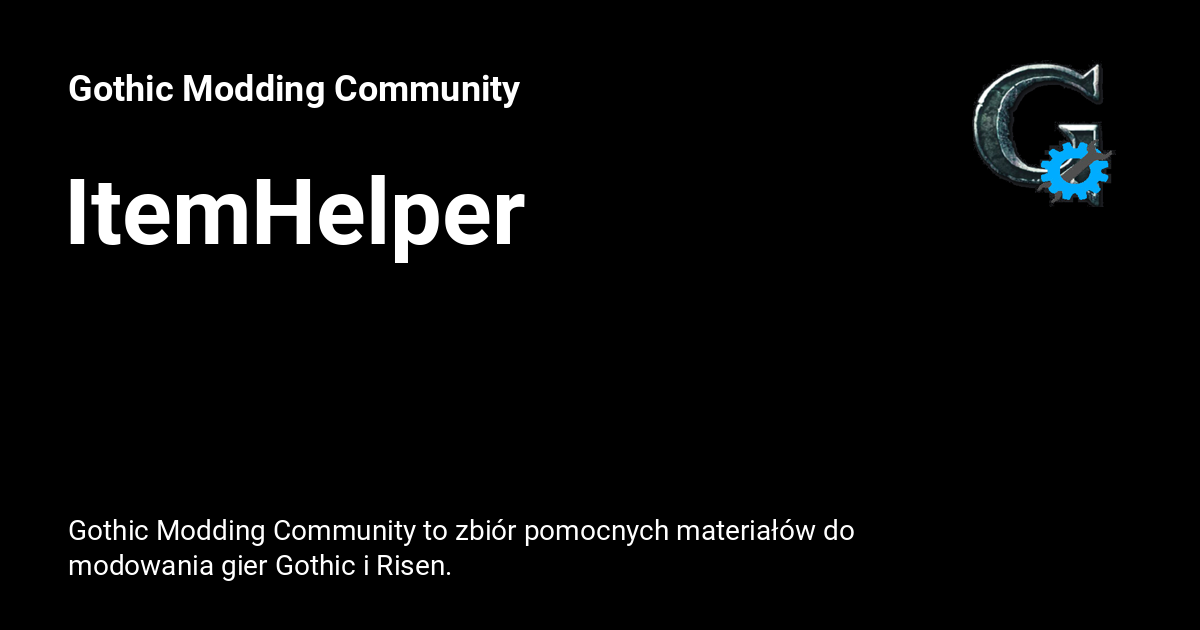 Gothic Modding Community
ItemHelper
Gothic Modding Community to zbiór pomocnych materiałów do
modowania gier Gothic i Risen.